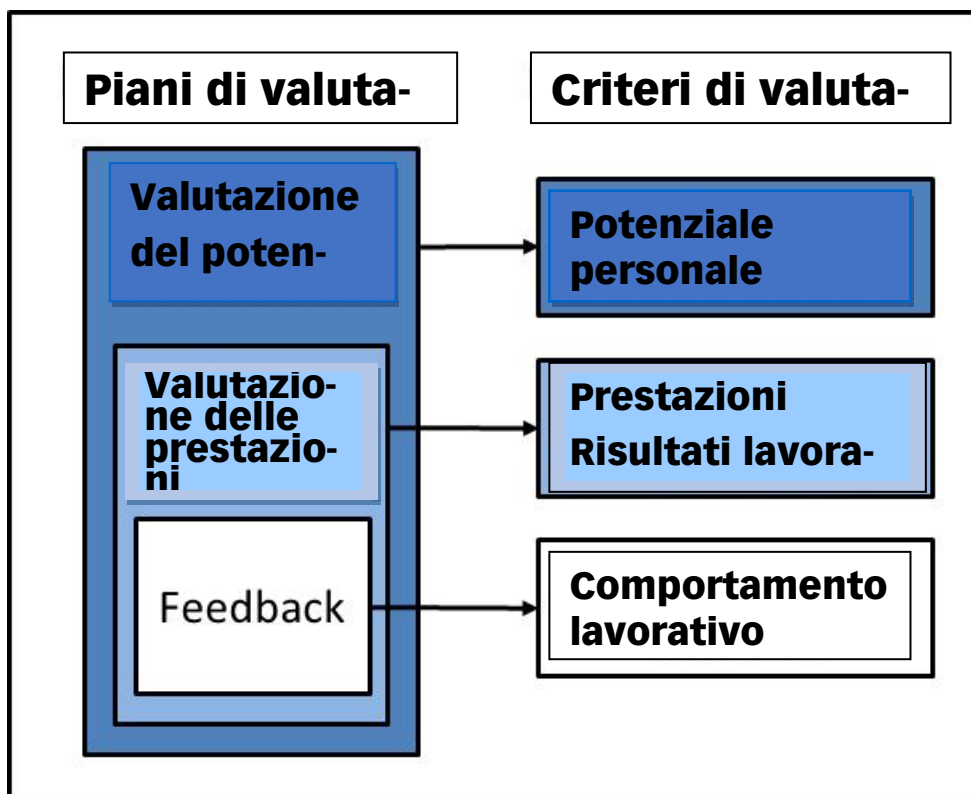 Piani di valuta-
Criteri di valuta-
Valutazione
del poten-
Potenziale
personale
Valutazio-
ne delle
prestazio-
ni
Prestazioni
Risultati lavora-
Feedback
Comportamento
lavorativo